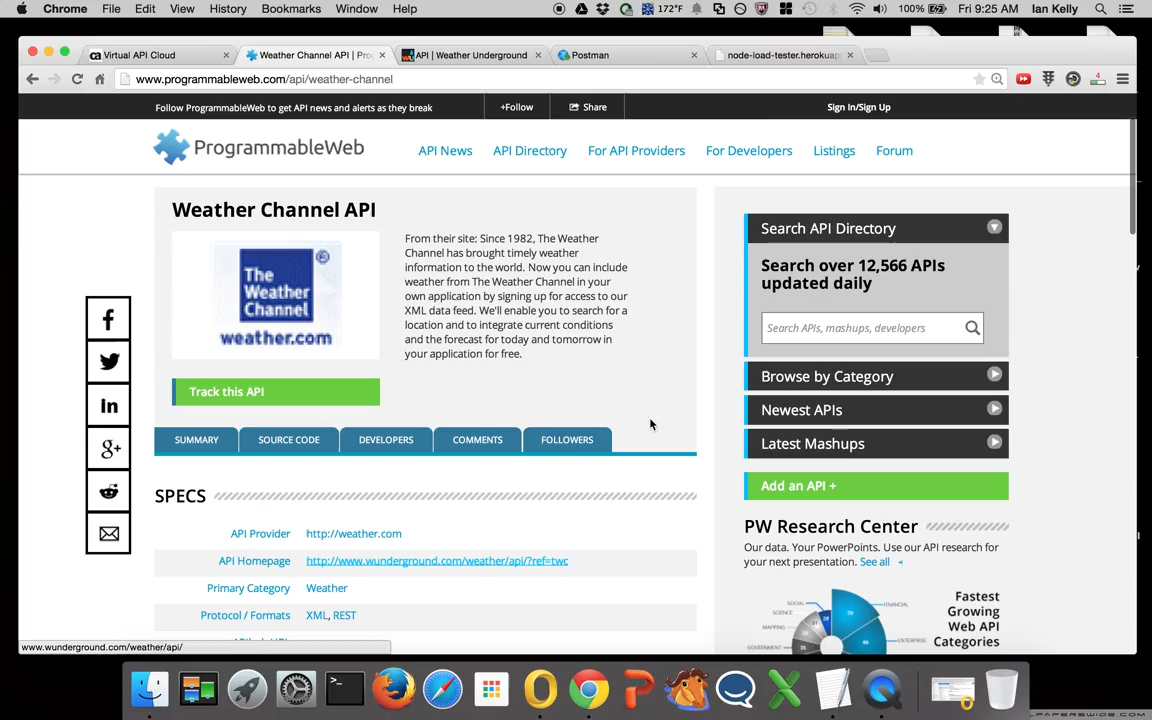 Chrome File Edit View History Bookmarks Window Help 172°F 100% Fri 9:25 AM Ian Kelly
Virtual API Cloud × Weather Channel API | Pro × API | Weather Underground × Postman × node-load-tester.herokuap ×
www.programmableweb.com/api/weather-channel
Follow ProgrammableWeb to get API news and alerts as they break +Follow Share Sign In/Sign Up
ProgrammableWeb API News API Directory For API Providers For Developers Listings Forum
Weather Channel API
The
Weather
Channel
weather.com
From their site: Since 1982, The Weather
Channel has brought timely weather
information to the world. Now you can include
weather from The Weather Channel in your
own application by signing up for access to our
XML data feed. We'll enable you to search for a
location and to integrate current conditions
and the forecast for today and tomorrow in
your application for free.
Track this API
SUMMARY SOURCE CODE DEVELOPERS COMMENTS FOLLOWERS
SPECS
API Provider http://weather.com
API Homepage http://www.wunderground.com/weather/api/?ref=twc
Primary Category Weather
Protocol / Formats XML, REST
Search API Directory
Search over 12,566 APIs
updated daily
Search APIs, mashups, developers
Browse by Category
Newest APIs
Latest Mashups
Add an API +
PW Research Center
Our data. Your PowerPoints. Use our API research for
your next presentation. See all
SOCIAL
SCIENCE
MAPPING
GOVERNMENT
FINANCIAL
ENTERPRISE
Fastest
Growing
Web API
Categories
www.wunderground.com/weather/api/